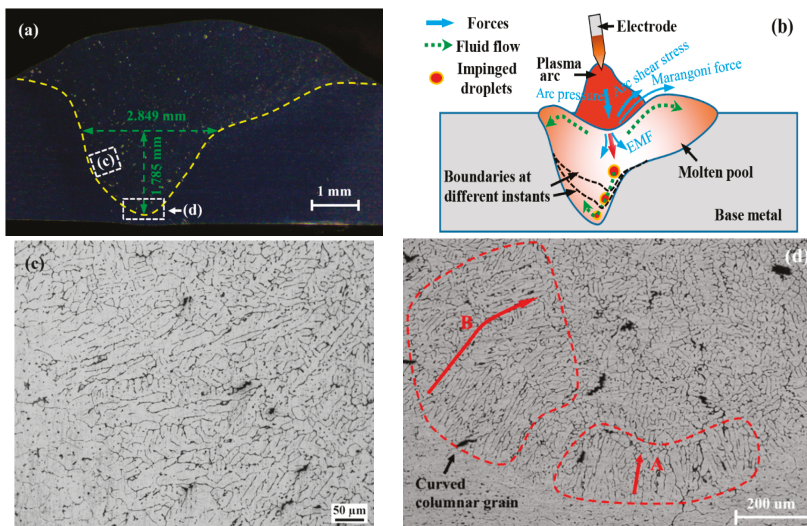 (a)
2.849 mm
1,785 mm
(c)
(d)
1 mm
(b)
Electrode
Forces
Fluid flow
Impinged
droplets
Plasma
arc
Arc shear stress
Marangoni force
Arc pressure
EMF
Boundaries at
different instants
Molten pool
Base metal
(c)
50 μm
(d)
B
A
Curved
columnar grain
200 um